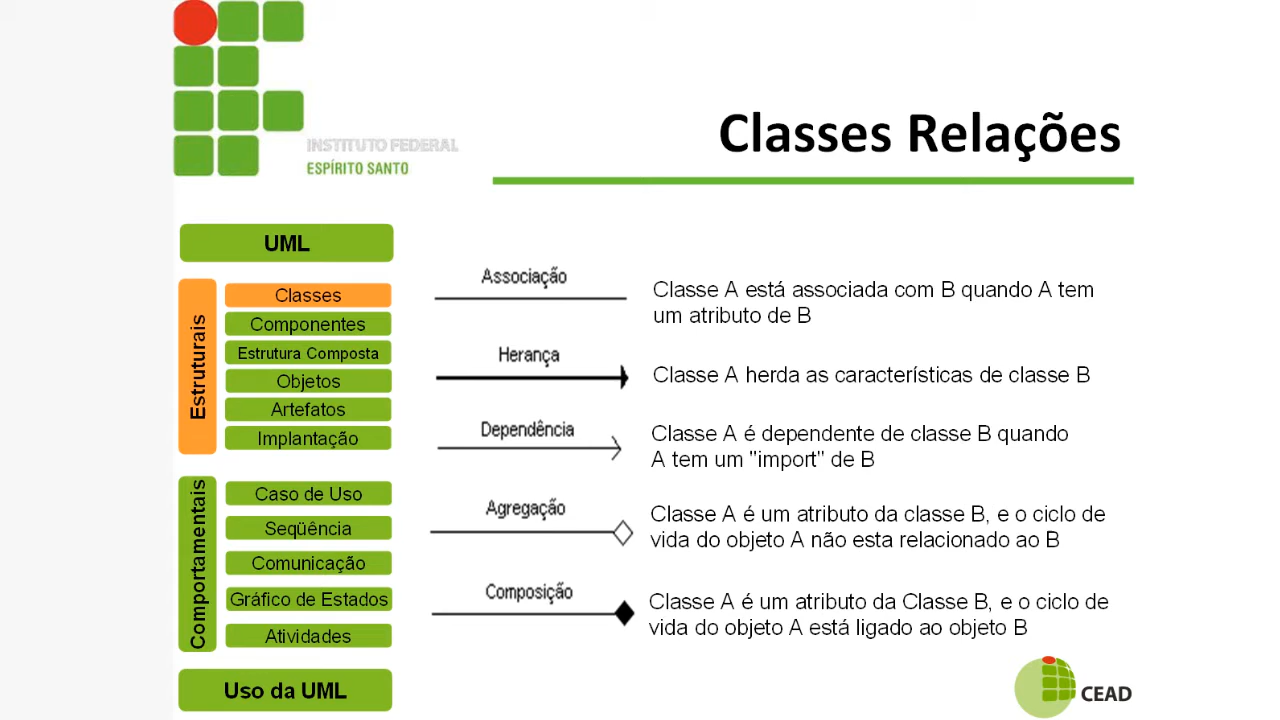 INSTITUTO FEDERAL
ESPÍRITO SANTO
Classes Relações
UML
Estruturais
Classes
Componentes
Estrutura Composta
Objetos
Artefatos
Implantação
Comportamentais
Caso de Uso
Seqüência
Comunicação
Gráfico de Estados
Atividades
Uso da UML
Associação
Classe A está associada com B quando A tem
um atributo de B
Herança
Classe A herda as características de classe B
Dependência
Classe A é dependente de classe B quando
A tem um "import" de B
Agregação
Classe A é um atributo da classe B, e o ciclo de
vida do objeto A não esta relacionado ao B
Composição
Classe A é um atributo da Classe B, e o ciclo de
vida do objeto A está ligado ao objeto B
CEAD